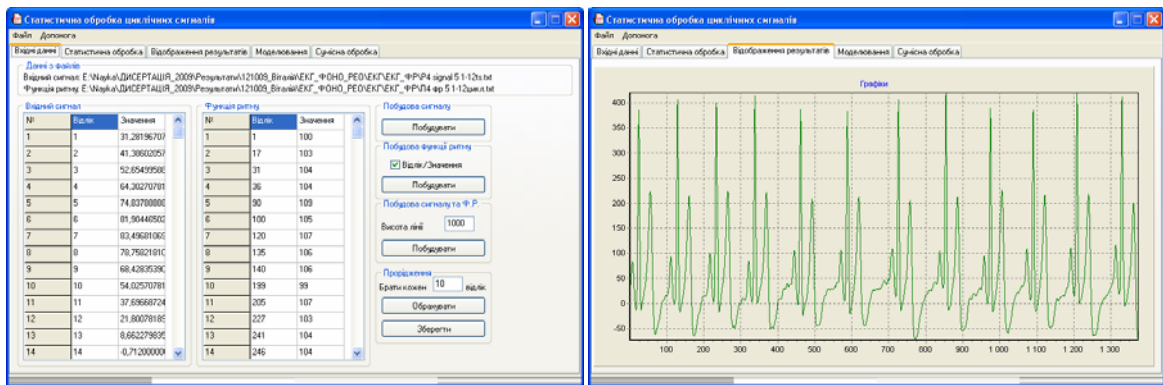 Статистична обробка циклічних сигналів
Файл Допомога
Вхідні данні Статистична обробка Відображення результатів Моделювання Сумісна обробка
Данні з файлів
Вхідний сигнал: E:\Nayka\ДИСЕРТАЦІЯ_2009\Результати\121009_Віталій\ЕКГ_ФОНО_РЕО\ЕКГ\ЕКГ_ФР\Р4 signal 5 1-12ts.txt
Функція ритму: E:\Nayka\ДИСЕРТАЦІЯ_2009\Результати\121009_Віталій\ЕКГ_ФОНО_РЕО\ЕКГ\ЕКГ_ФР\П4 фр 5 1-12цикл.txt
Вхідний сигнал
№ Відлік Значення
1 1 31,28196707
2 2 41,38602057
3 3 52,65499508
4 4 64,30270781
5 5 74,83788888
6 6 81,90446502
7 7 83,49681069
8 8 78,75821810
9 9 68,42835390
10 10 54,02570781
11 11 37,69668724
12 12 21,80078189
13 13 8,662279835
14 14 -0,71200000
Функція ритму
№ Відлік Значення
1 1 100
2 17 103
3 31 104
4 36 104
5 90 109
6 100 105
7 120 107
8 135 106
9 140 106
10 199 99
11 205 107
12 227 103
13 241 104
14 246 104
Побудова сигналу
Побудувати
Побудова функції ритму
Відлік/Значення
Побудувати
Побудова сигналу та Ф.Р.
Висота лінії 1000
Побудувати
Прорідження
Брати кожен 10 відлік
Обрахувати
Зберегти
Статистична обробка циклічних сигналів
Файл Допомога
Вхідні данні Статистична обробка Відображення результатів Моделювання Сумісна обробка
Графіки
400
350
300
250
200
150
100
50
0
-50
100 200 300 400 500 600 700 800 900 1 000 1 100 1 200 1 300